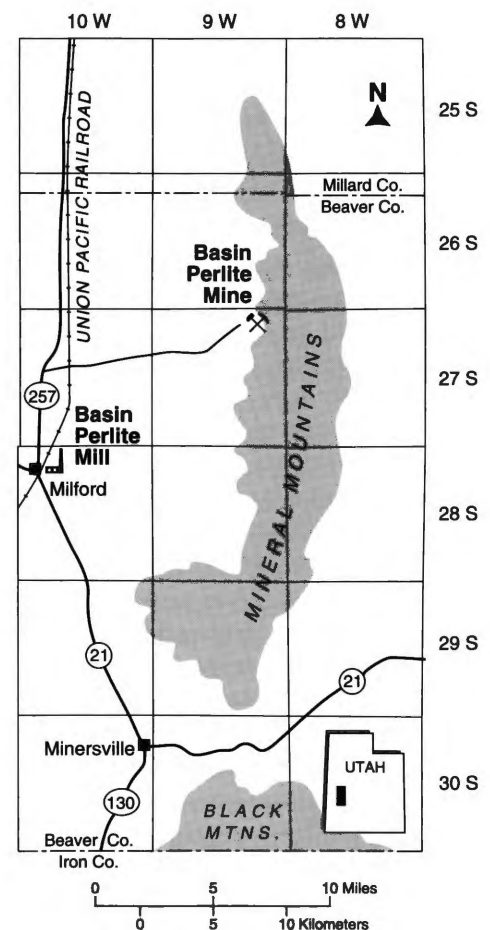 10 W 9 W 8 W
25 S
N
UNION PACIFIC RAILROAD
Millard Co.
Beaver Co.
26 S
Basin
Perlite
Mine
27 S
257
MINERAL MOUNTAINS
Basin
Perlite
Mill
Milford
28 S
21
29 S
21
Minersville
UTAH
30 S
130
BLACK
MTNS.
Beaver Co.
Iron Co.
0 5 10 Miles
0 5 10 Kilometers